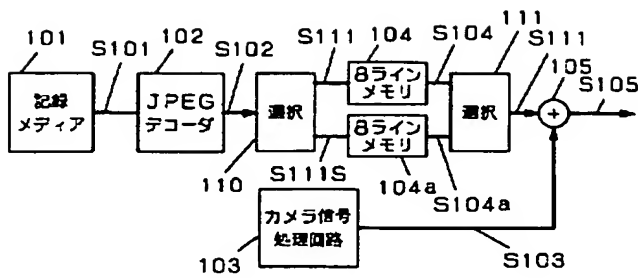 101
S101
102
S102
S111
104
S104
111
S111
105
S105
記録
メディア
JPEG
デコーダ
選択
8ライン
メモリ
選択
+
8ライン
メモリ
110
S111S
104a
S104a
カメラ信号
処理回路
103
S103